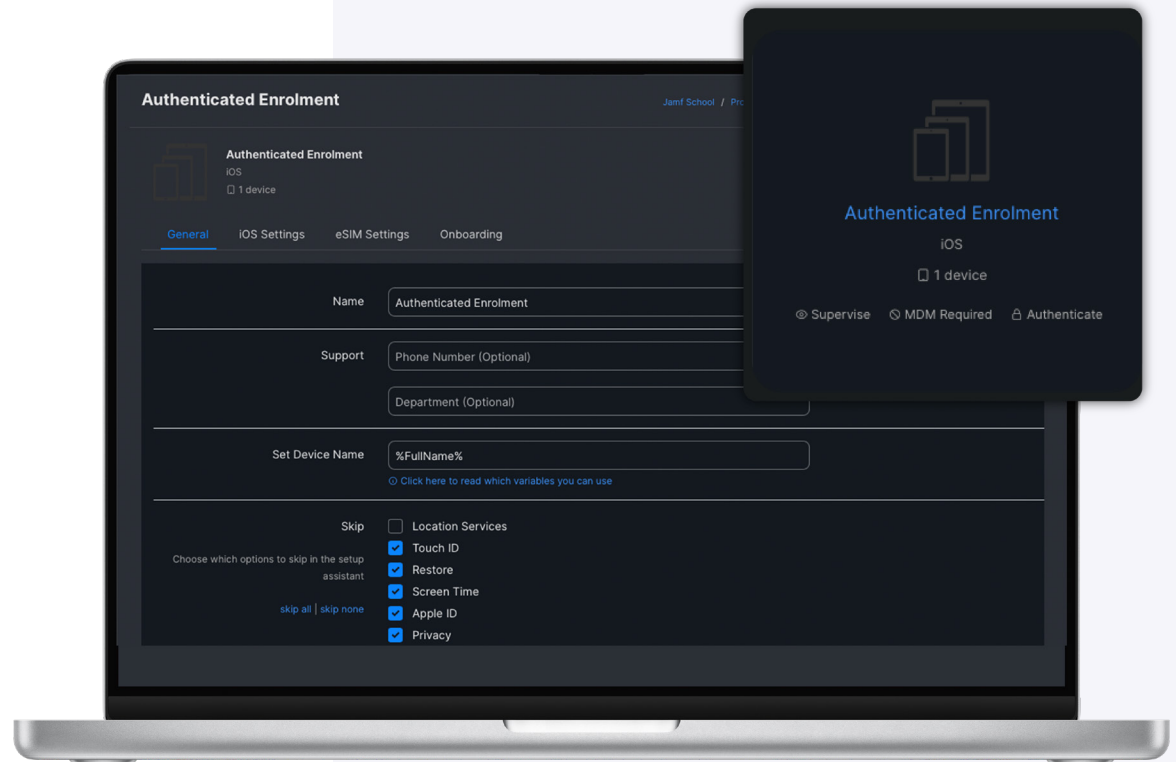 Authenticated Enrolment
Jamf School /
Authenticated Enrolment
iOS
1 device
General iOS Settings eSIM Settings Onboarding
Name Authenticated Enrolment
Support Phone Number (Optional)
Department (Optional)
Set Device Name %FullName%
Click here to read which variables you can use
Skip Location Services
Choose which options to skip in the setup
assistant
skip all | skip none
Touch ID
Restore
Screen Time
Apple ID
Privacy
Authenticated Enrolment
iOS
1 device
Supervise MDM Required Authenticate